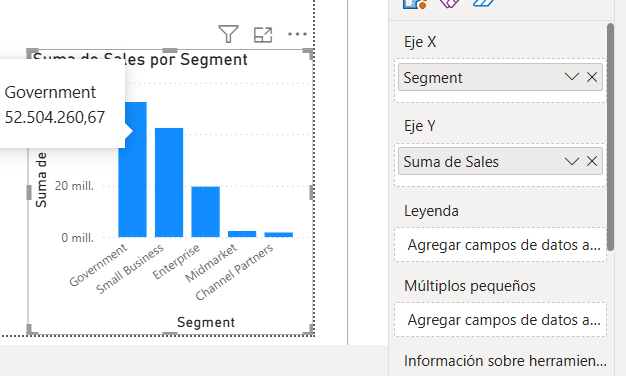 Suma de Sales por Segment
Government
52.504.260,67
Suma de
20 mill.
0 mill.
Government
Small Business
Enterprise
Midmarket
Channel Partners
Segment
Eje X
Segment
Eje Y
Suma de Sales
Leyenda
Agregar campos de datos a...
Múltiplos pequeños
Agregar campos de datos a...
Información sobre herramien...